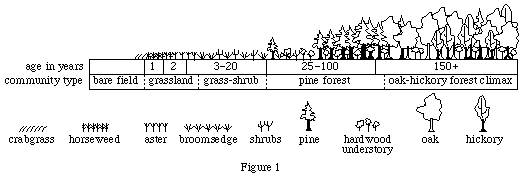 age in years 1 2 3–20 25–100 150+
community type bare field grassland grass-shrub pine forest oak-hickory forest climax
crabgrass horseweed aster broomsedge shrubs pine hardwood understory oak hickory
Figure 1